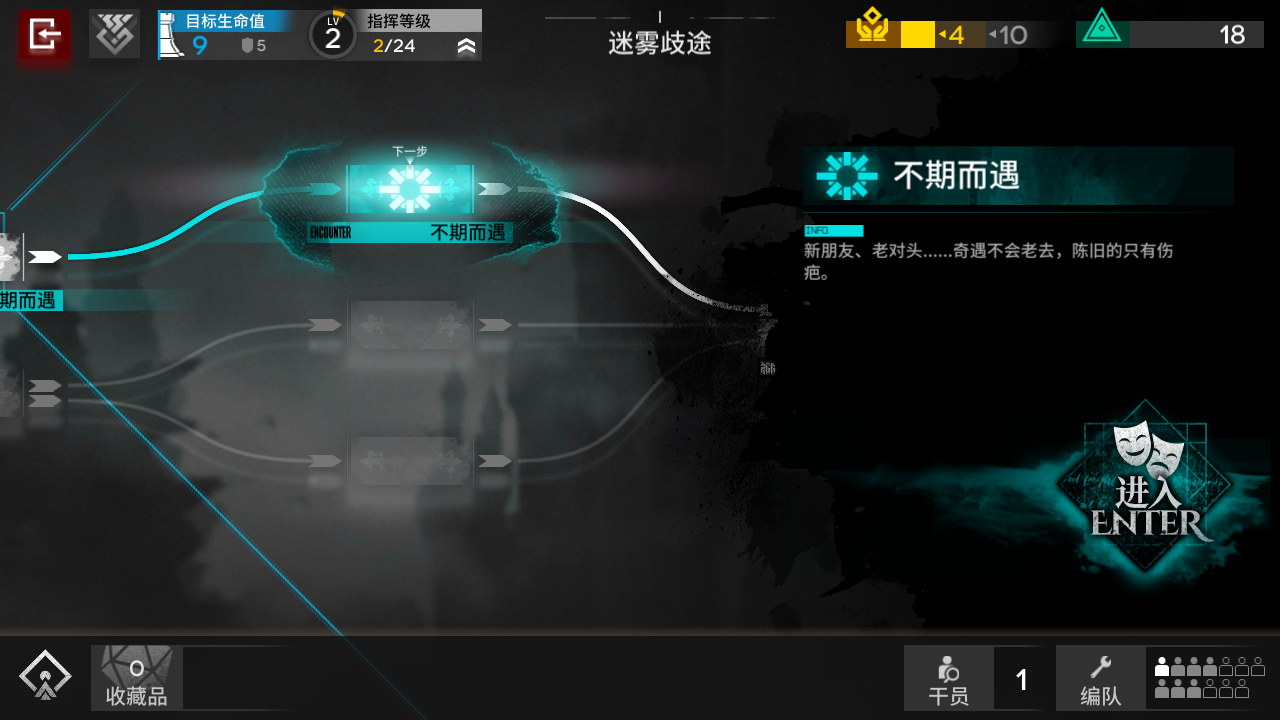 目标生命值
9
5
LV
2
指挥等级
2/24
迷雾歧途
4
10
18
下一步
ENCOUNTER
不期而遇
期而遇
不期而遇
INFO.
新朋友、老对头......奇遇不会老去，陈旧的只有伤
疤。
进入
ENTER
0
收藏品
干员
1
编队